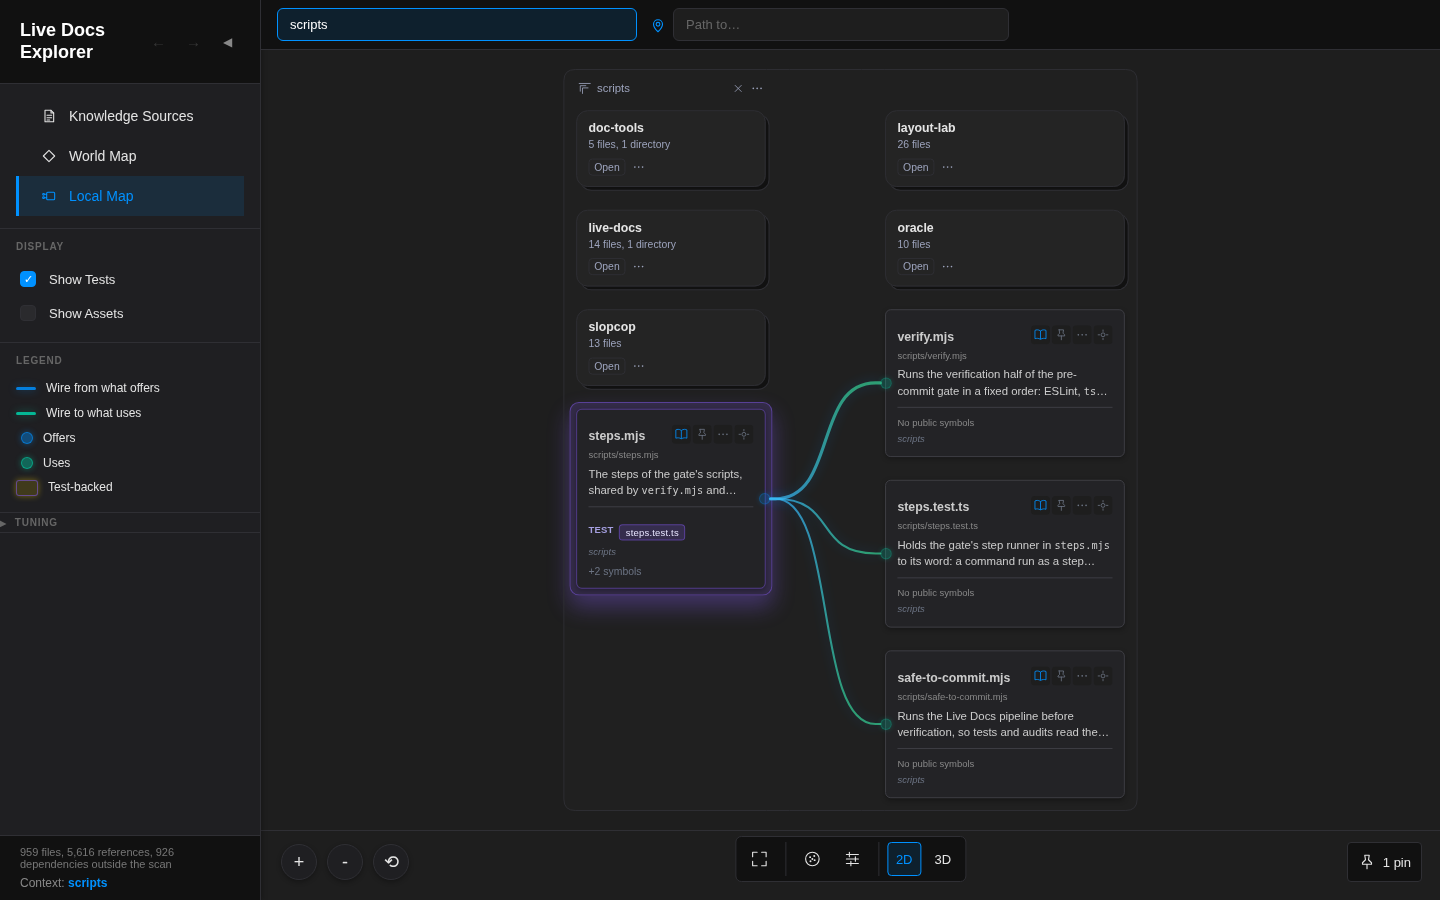 Live Docs
Explorer
← → ◀
Knowledge Sources
World Map
Local Map
DISPLAY
✓ Show Tests
Show Assets
LEGEND
Wire from what offers
Wire to what uses
Offers
Uses
Test-backed
▶ TUNING
959 files, 5,616 references, 926
dependencies outside the scan
Context: scripts
scripts
Path to…
scripts
doc-tools
5 files, 1 directory
Open ···
layout-lab
26 files
Open ···
live-docs
14 files, 1 directory
Open ···
oracle
10 files
Open ···
slopcop
13 files
Open ···
verify.mjs
scripts/verify.mjs
Runs the verification half of the pre-
commit gate in a fixed order: ESLint, ts…
No public symbols
scripts
steps.mjs
scripts/steps.mjs
The steps of the gate's scripts,
shared by verify.mjs and…
TEST steps.test.ts
scripts
+2 symbols
steps.test.ts
scripts/steps.test.ts
Holds the gate's step runner in steps.mjs
to its word: a command run as a step…
No public symbols
scripts
safe-to-commit.mjs
scripts/safe-to-commit.mjs
Runs the Live Docs pipeline before
verification, so tests and audits read the…
No public symbols
scripts
+ - ⟲
2D 3D
1 pin